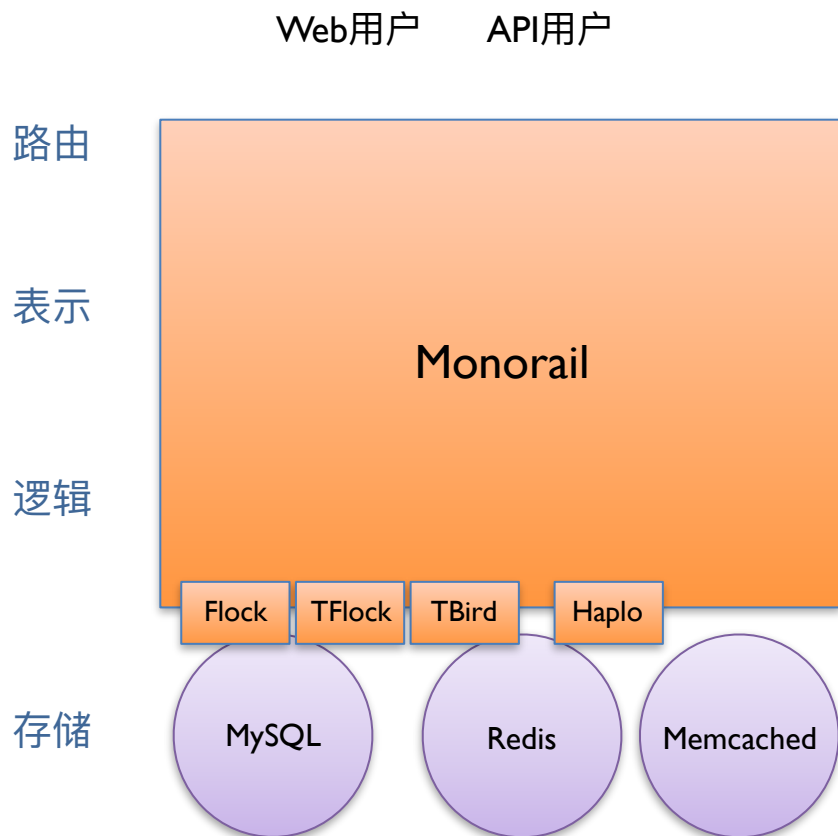 Web用户 API用户
路由
表示
Monorail
逻辑
Flock TFlock TBird Haplo
存储
MySQL Redis Memcached